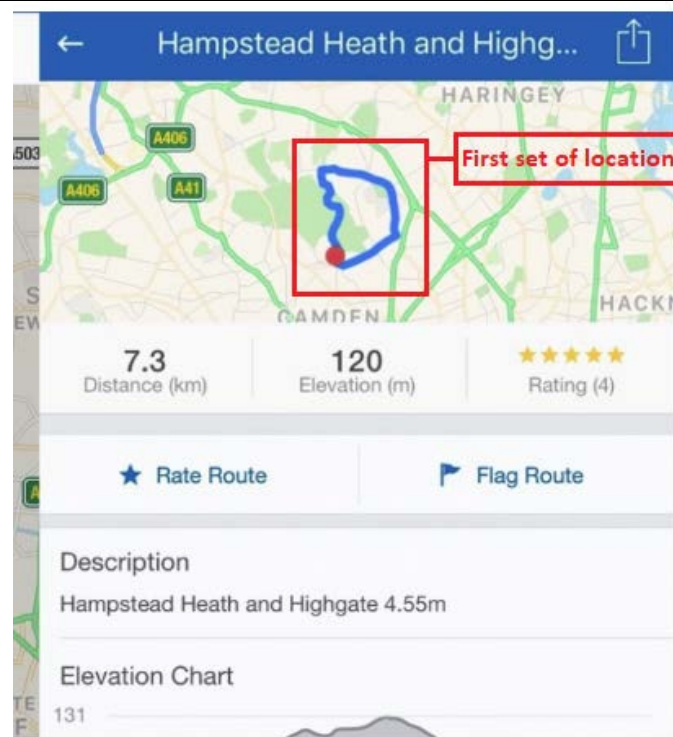 ← Hampstead Heath and Highg...
HARINGEY
A406
First set of location
A503
A406
A41
S
EW
CAMDEN
HACKN
7.3
120
★★★★★
Distance (km)
Elevation (m)
Rating (4)
★ Rate Route
Flag Route
Description
Hampstead Heath and Highgate 4.55m
Elevation Chart
TE
F
131